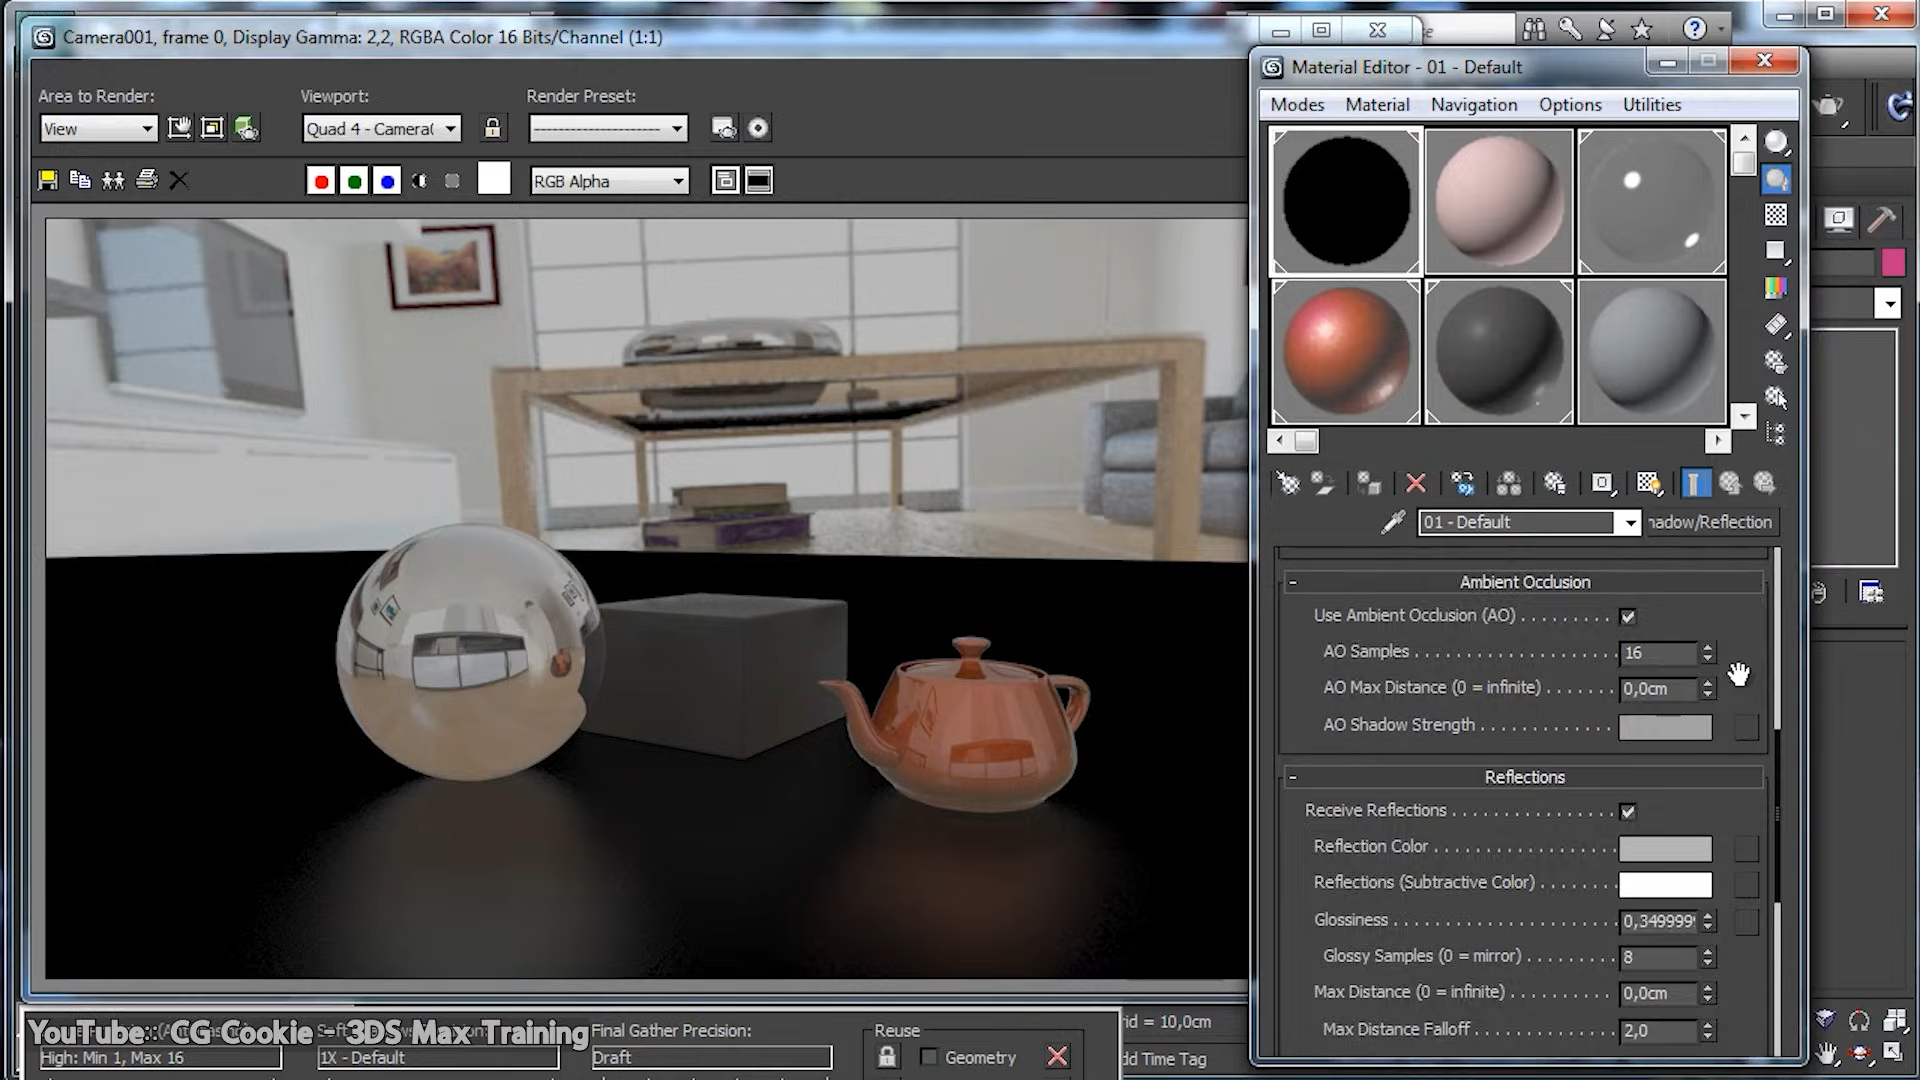 Camera001, frame 0, Display Gamma: 2,2, RGBA Color 16 Bits/Channel (1:1)
Area to Render:
Viewport:
Render Preset:
View
Quad 4 - Camera(
RGB Alpha
Material Editor - 01 - Default
Modes Material Navigation Options Utilities
01 - Default
hadow/Reflection
- Ambient Occlusion
Use Ambient Occlusion (AO) . . . . . . . . .
AO Samples . . . . . . . . . . . . . . . . . . . . 16
AO Max Distance (0 = infinite) . . . . . . . 0,0cm
AO Shadow Strength . . . . . . . . . . . . . .
- Reflections
Receive Reflections . . . . . . . . . . . . . . . .
Reflection Color . . . . . . . . . . . . . . . . . .
Reflections (Subtractive Color) . . . . . . . .
Glossiness . . . . . . . . . . . . . . . . . . . . . . 0,349999
Glossy Samples (0 = mirror) . . . . . . . . . 8
Max Distance (0 = infinite) . . . . . . . . . . 0,0cm
Max Distance Falloff . . . . . . . . . . . . . . 2,0
YouTube:: CG Cookie - 3DS Max Training
Final Gather Precision:
Reuse
High: Min 1, Max 16
1X - Default
Draft
Geometry
rid = 10,0cm
dd Time Tag